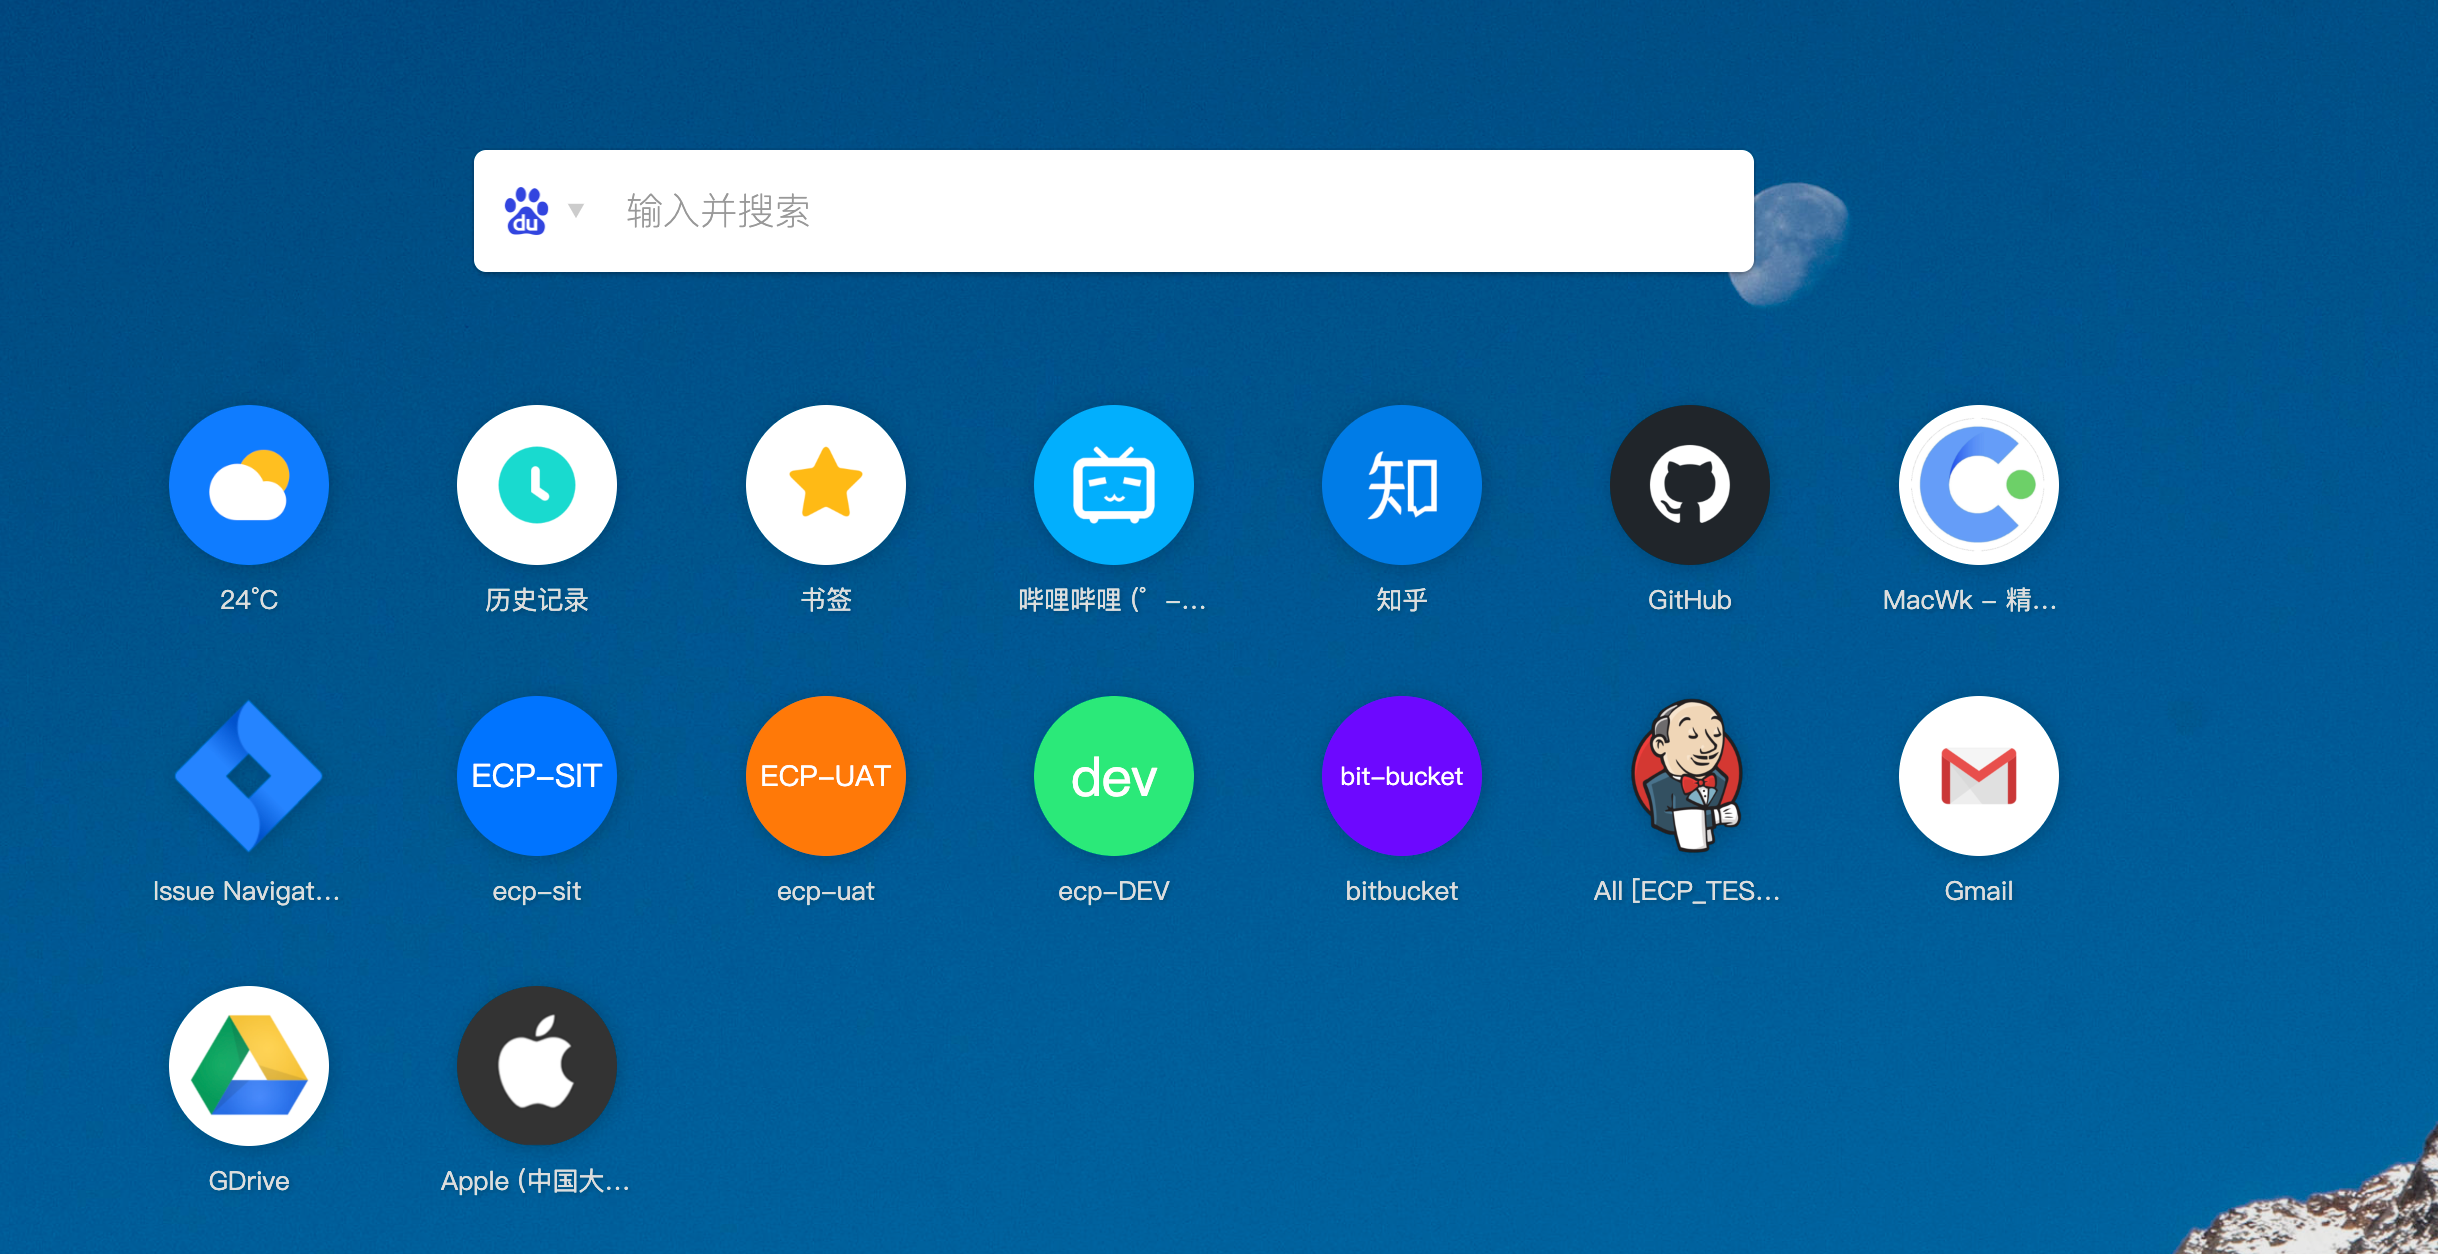 du 输入并搜索
知
24°C 历史记录 书签 哔哩哔哩 (゜-... 知乎 GitHub MacWk - 精...
ECP-SIT ECP-UAT dev bit-bucket
Issue Navigat... ecp-sit ecp-uat ecp-DEV bitbucket All [ECP_TES... Gmail
GDrive Apple (中国大...